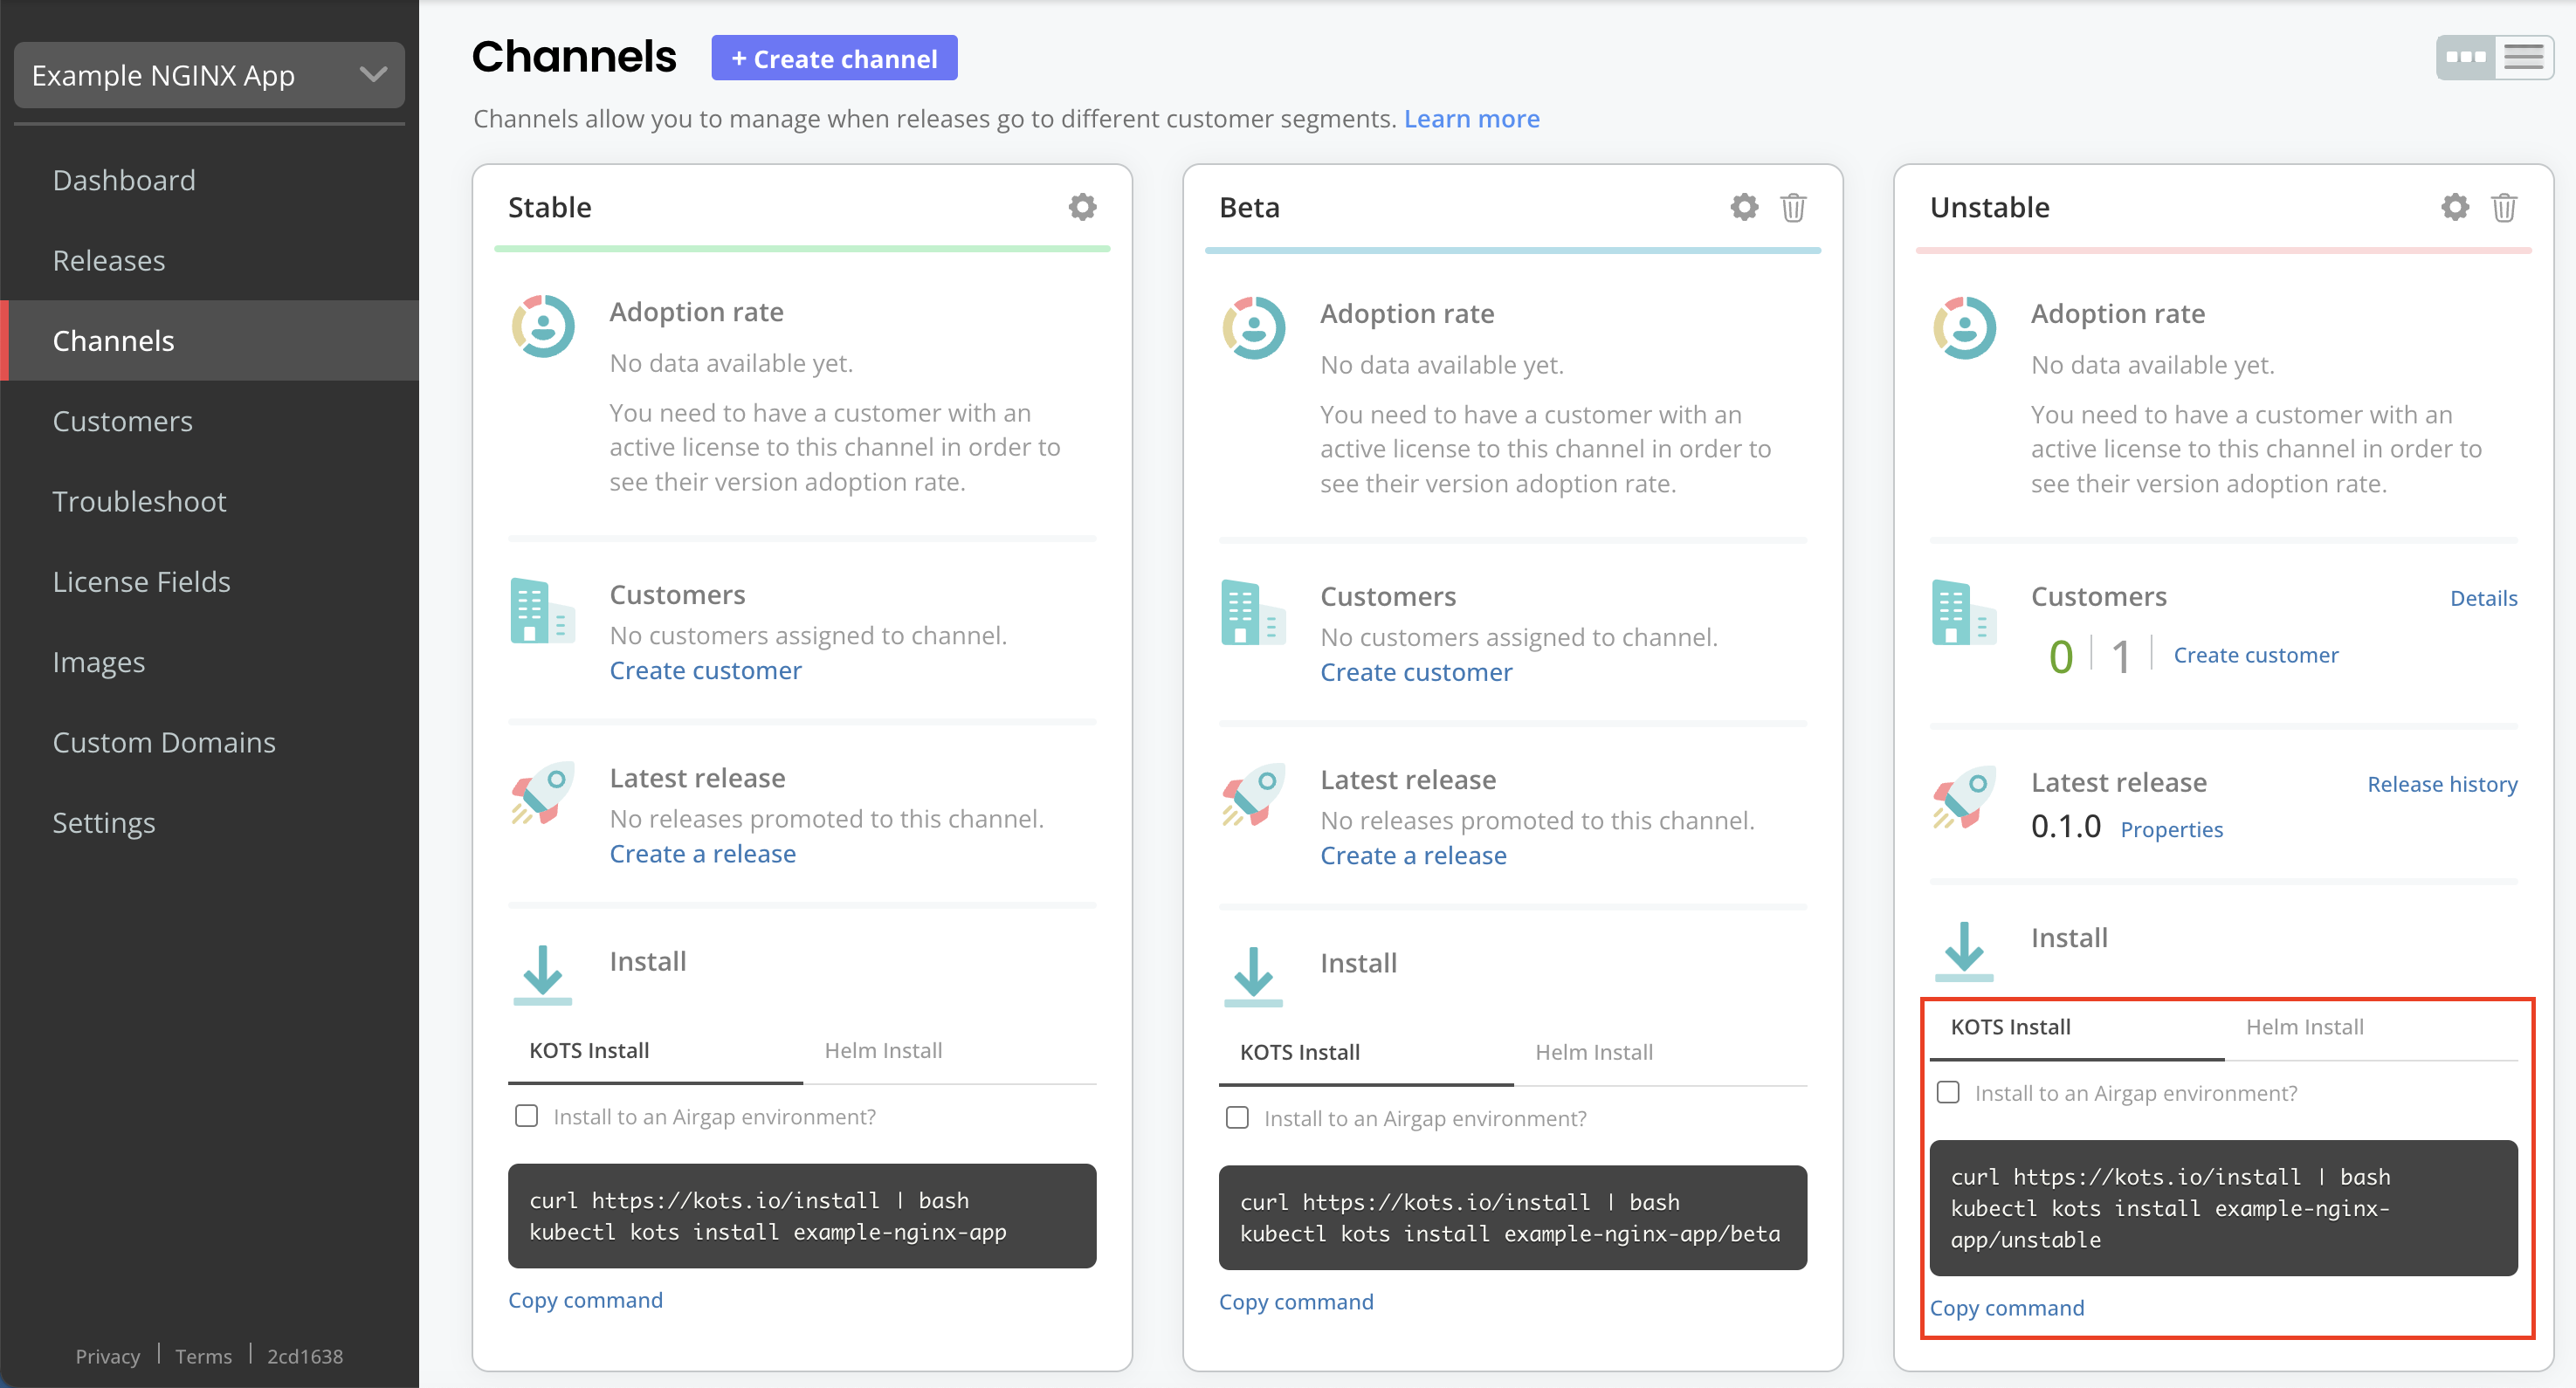 Example NGINX App
Dashboard
Releases
Channels
Customers
Troubleshoot
License Fields
Images
Custom Domains
Settings
Privacy | Terms | 2cd1638
Channels
+ Create channel
Channels allow you to manage when releases go to different customer segments. Learn more
Stable
Adoption rate
No data available yet.
You need to have a customer with an
active license to this channel in order to
see their version adoption rate.
Customers
No customers assigned to channel.
Create customer
Latest release
No releases promoted to this channel.
Create a release
Install
KOTS Install Helm Install
Install to an Airgap environment?
curl https://kots.io/install | bash
kubectl kots install example-nginx-app
Copy command
Beta
Adoption rate
No data available yet.
You need to have a customer with an
active license to this channel in order to
see their version adoption rate.
Customers
No customers assigned to channel.
Create customer
Latest release
No releases promoted to this channel.
Create a release
Install
KOTS Install Helm Install
Install to an Airgap environment?
curl https://kots.io/install | bash
kubectl kots install example-nginx-app/beta
Copy command
Unstable
Adoption rate
No data available yet.
You need to have a customer with an
active license to this channel in order to
see their version adoption rate.
Customers Details
0 | 1 | Create customer
Latest release Release history
0.1.0 Properties
Install
KOTS Install Helm Install
Install to an Airgap environment?
curl https://kots.io/install | bash
kubectl kots install example-nginx-
app/unstable
Copy command